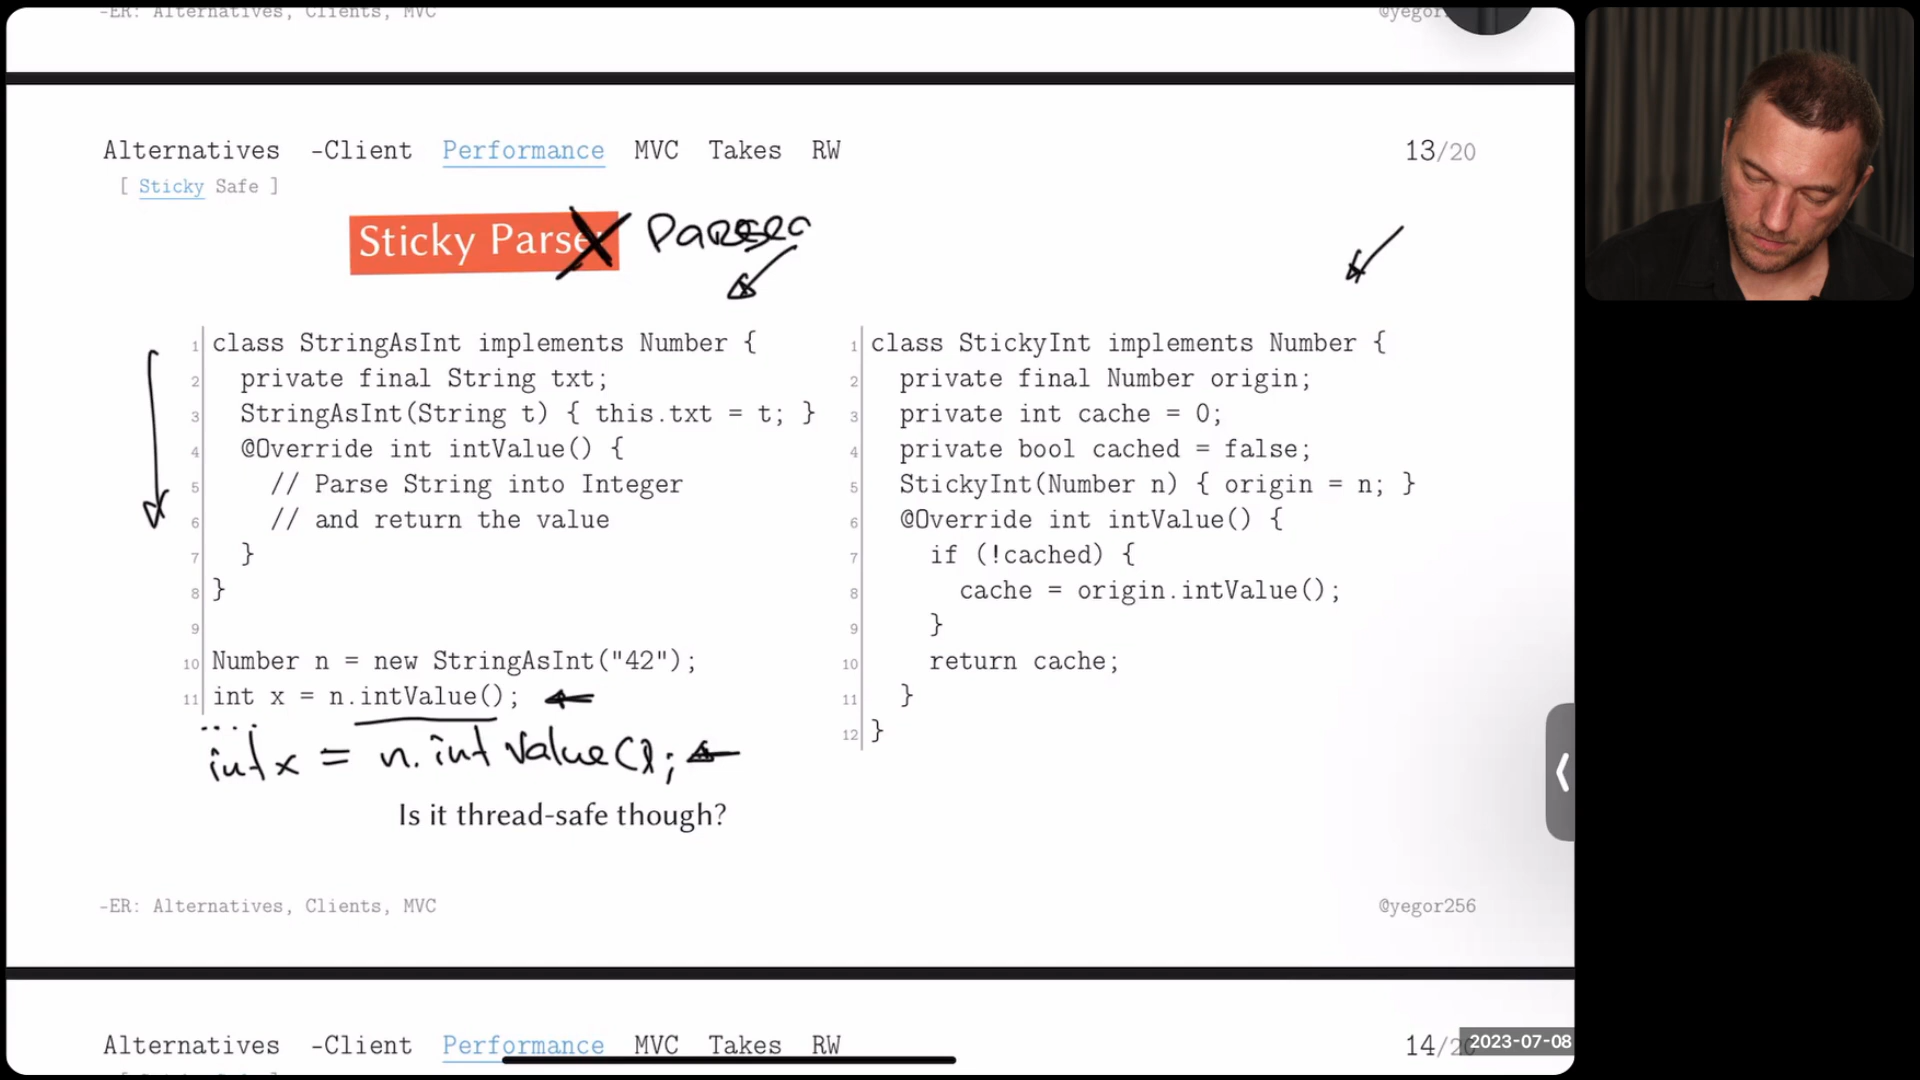 -ER: Alternatives, Clients, MVC
@yegor
Alternatives -Client Performance MVC Takes RW
13/20
[ Sticky Safe ]
Sticky Parse
1 class StringAsInt implements Number {
2 private final String txt;
3 StringAsInt(String t) { this.txt = t; }
4 @Override int intValue() {
5 // Parse String into Integer
6 // and return the value
7 }
8 }
9
10 Number n = new StringAsInt("42");
11 int x = n.intValue();
int x = n.intValue();
Is it thread-safe though?
1 class StickyInt implements Number {
2 private final Number origin;
3 private int cache = 0;
4 private bool cached = false;
5 StickyInt(Number n) { origin = n; }
6 @Override int intValue() {
7 if (!cached) {
8 cache = origin.intValue();
9 }
10 return cache;
11 }
12 }
-ER: Alternatives, Clients, MVC
@yegor256
Alternatives -Client Performance MVC Takes RW
14/20
2023-07-08